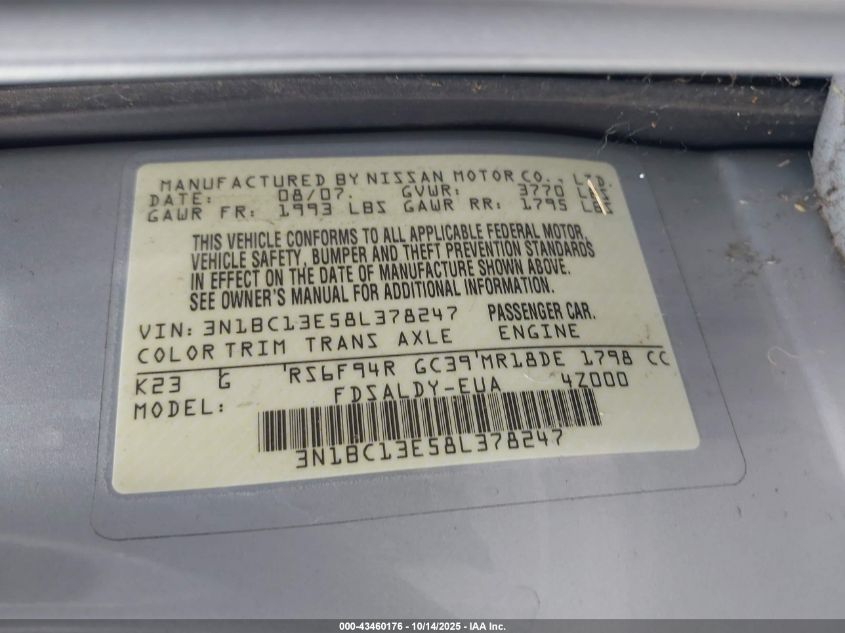 MANUFACTURED BY NISSAN MOTOR CO., LTD.
DATE: 08/07. GVWR: 3770
GAWR FR: 1993 LBS GAWR RR: 1795 LBS
THIS VEHICLE CONFORMS TO ALL APPLICABLE FEDERAL MOTOR
VEHICLE SAFETY, BUMPER AND THEFT PREVENTION STANDARDS
IN EFFECT ON THE DATE OF MANUFACTURE SHOWN ABOVE.
SEE OWNER'S MANUAL FOR ADDITIONAL INFORMATION.
VIN: 3N1BC13E58L378247 PASSENGER CAR.
COLOR TRIM TRANS AXLE ENGINE
K23 G RS6F94R GC39 MR18DE 1798 CC
MODEL: FDSALDY-EUA 4Z000
3N1BC13E58L378247
000-43460176 - 10/14/2025 - IAA Inc.